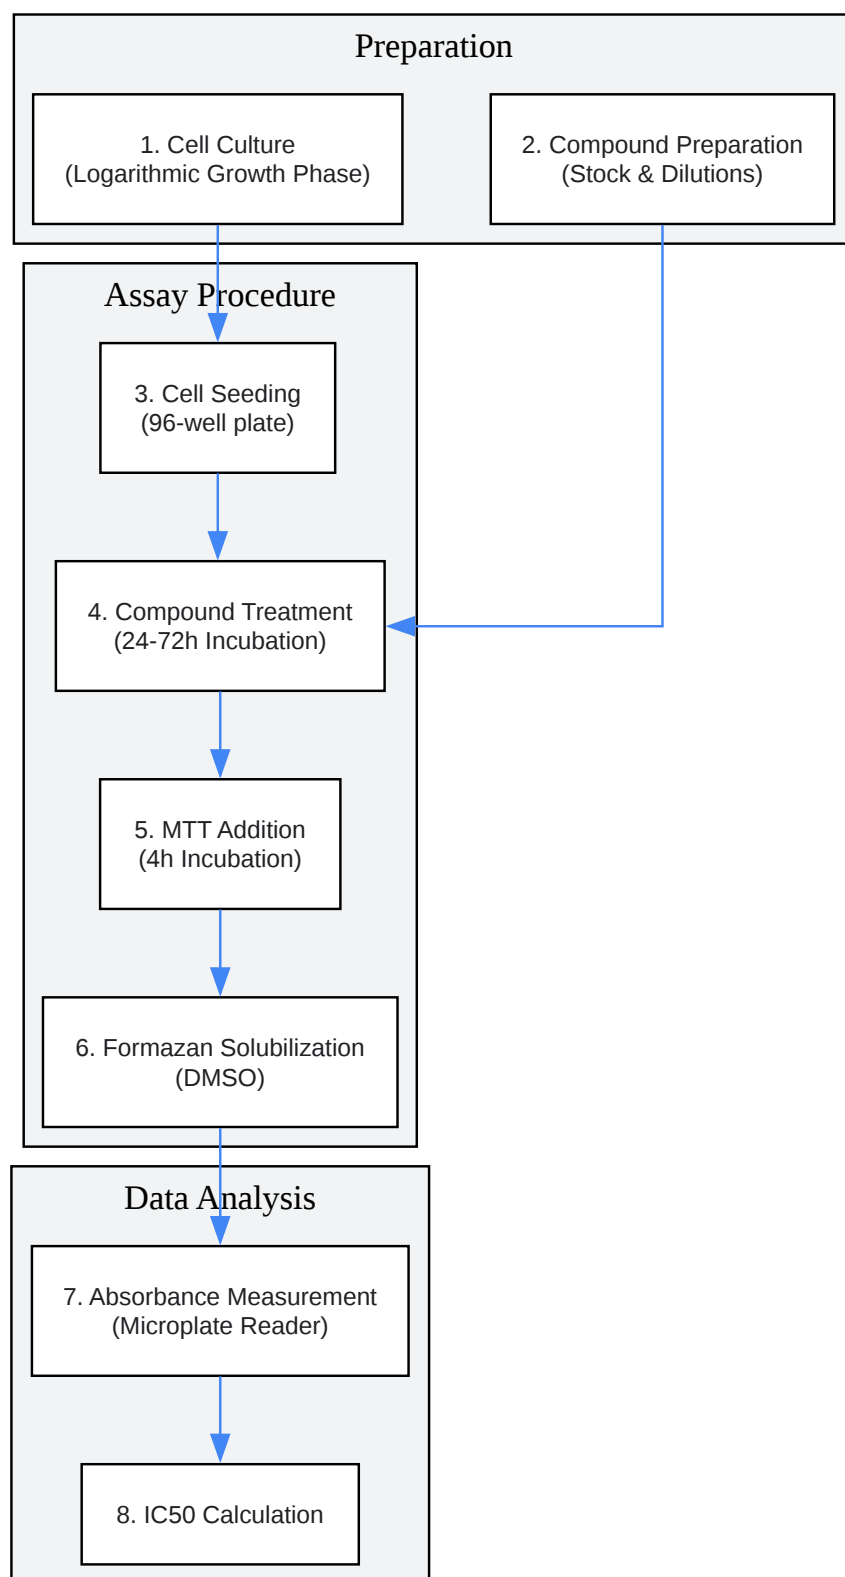 Preparation
1. Cell Culture
(Logarithmic Growth Phase)
2. Compound Preparation
(Stock & Dilutions)
Assay Procedure
3. Cell Seeding
(96-well plate)
4. Compound Treatment
(24-72h Incubation)
5. MTT Addition
(4h Incubation)
6. Formazan Solubilization
(DMSO)
Data Analysis
7. Absorbance Measurement
(Microplate Reader)
8. IC50 Calculation